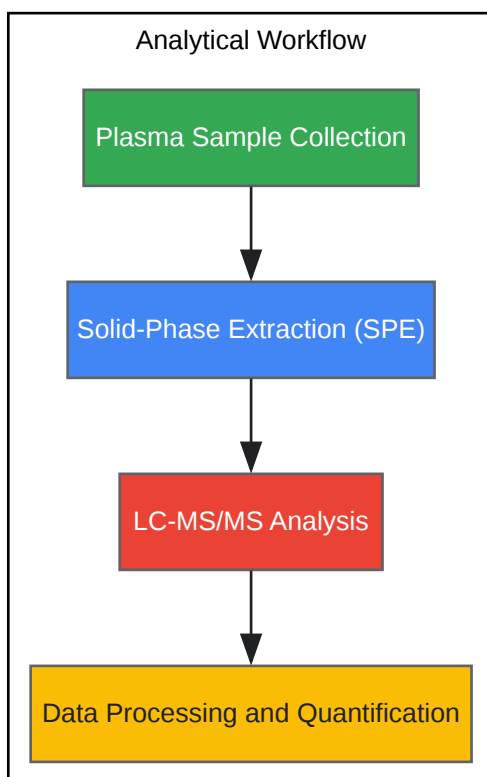 Analytical Workflow
Plasma Sample Collection
Solid-Phase Extraction (SPE)
LC-MS/MS Analysis
Data Processing and Quantification